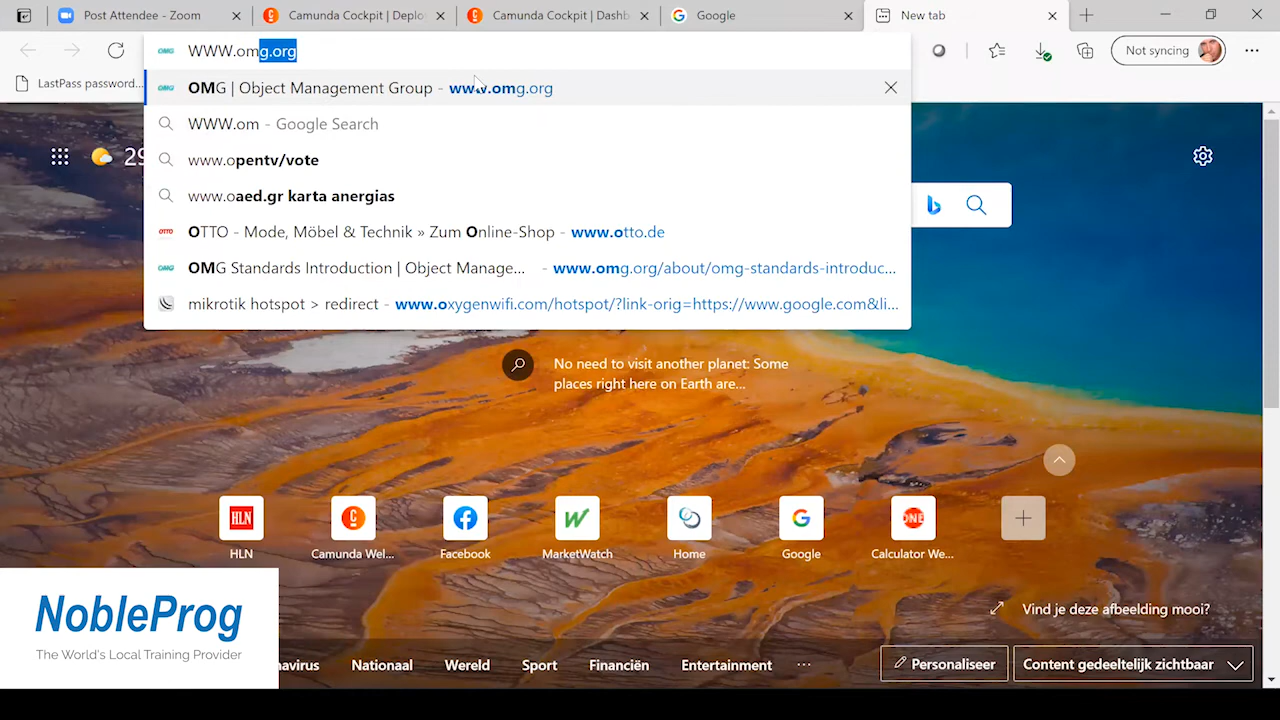 Post Attendee - Zoom
Camunda Cockpit | Deplo
Camunda Cockpit | Dashb
Google
New tab
WWW.omg.org
Not syncing
LastPass password...
OMG | Object Management Group - www.omg.org
WWW.om - Google Search
www.opentv/vote
www.oaed.gr karta anergias
OTTO - Mode, Möbel & Technik » Zum Online-Shop - www.otto.de
OMG Standards Introduction | Object Manage... - www.omg.org/about/omg-standards-introduc...
mikrotik hotspot > redirect - www.oxygenwifi.com/hotspot/?link-orig=https://www.google.com&li...
29
No need to visit another planet: Some
places right here on Earth are...
HLN
ONE
HLN
Camunda Wel...
Facebook
MarketWatch
Home
Google
Calculator We...
Vind je deze afbeelding mooi?
NobleProg
The World's Local Training Provider
navirus
Nationaal
Wereld
Sport
Financiën
Entertainment
...
Personaliseer
Content gedeeltelijk zichtbaar